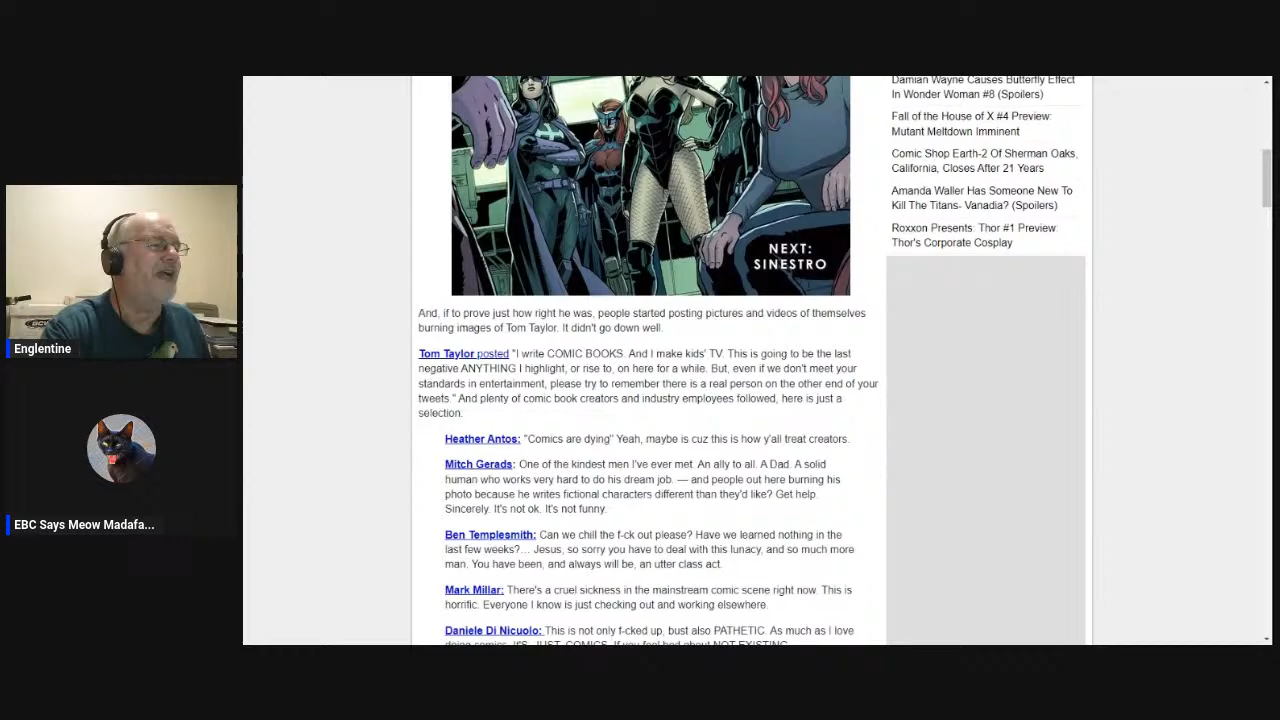 Damian Wayne Causes Butterfly Effect
In Wonder Woman #8 (Spoilers)
Fall of the House of X #4 Preview:
Mutant Meltdown Imminent
Comic Shop Earth-2 Of Sherman Oaks,
California, Closes After 21 Years
Amanda Waller Has Someone New To
Kill The Titans- Vanadia? (Spoilers)
Roxxon Presents: Thor #1 Preview:
Thor's Corporate Cosplay
NEXT:
SINESTRO
And, if to prove just how right he was, people started posting pictures and videos of themselves
burning images of Tom Taylor. It didn't go down well.
Tom Taylor posted "I write COMIC BOOKS. And I make kids' TV. This is going to be the last
negative ANYTHING I highlight, or rise to, on here for a while. But, even if we don't meet your
standards in entertainment, please try to remember there is a real person on the other end of your
tweets." And plenty of comic book creators and industry employees followed, here is just a
selection.
Heather Antos: "Comics are dying" Yeah, maybe is cuz this is how y'all treat creators.
Mitch Gerads: One of the kindest men I've ever met. An ally to all. A Dad. A solid
human who works very hard to do his dream job. — and people out here burning his
photo because he writes fictional characters different than they'd like? Get help.
Sincerely. It's not ok. It's not funny.
Ben Templesmith: Can we chill the f-ck out please? Have we learned nothing in the
last few weeks?… Jesus, so sorry you have to deal with this lunacy, and so much more
man. You have been, and always will be, an utter class act.
Mark Millar: There's a cruel sickness in the mainstream comic scene right now. This is
horrific. Everyone I know is just checking out and working elsewhere.
Daniele Di Nicuolo: This is not only f-cked up, bust also PATHETIC. As much as I love
doing comics, IT'S. JUST. COMICS. If you feel bad about NOT EXISTING
Englentine
EBC Says Meow Madafa...